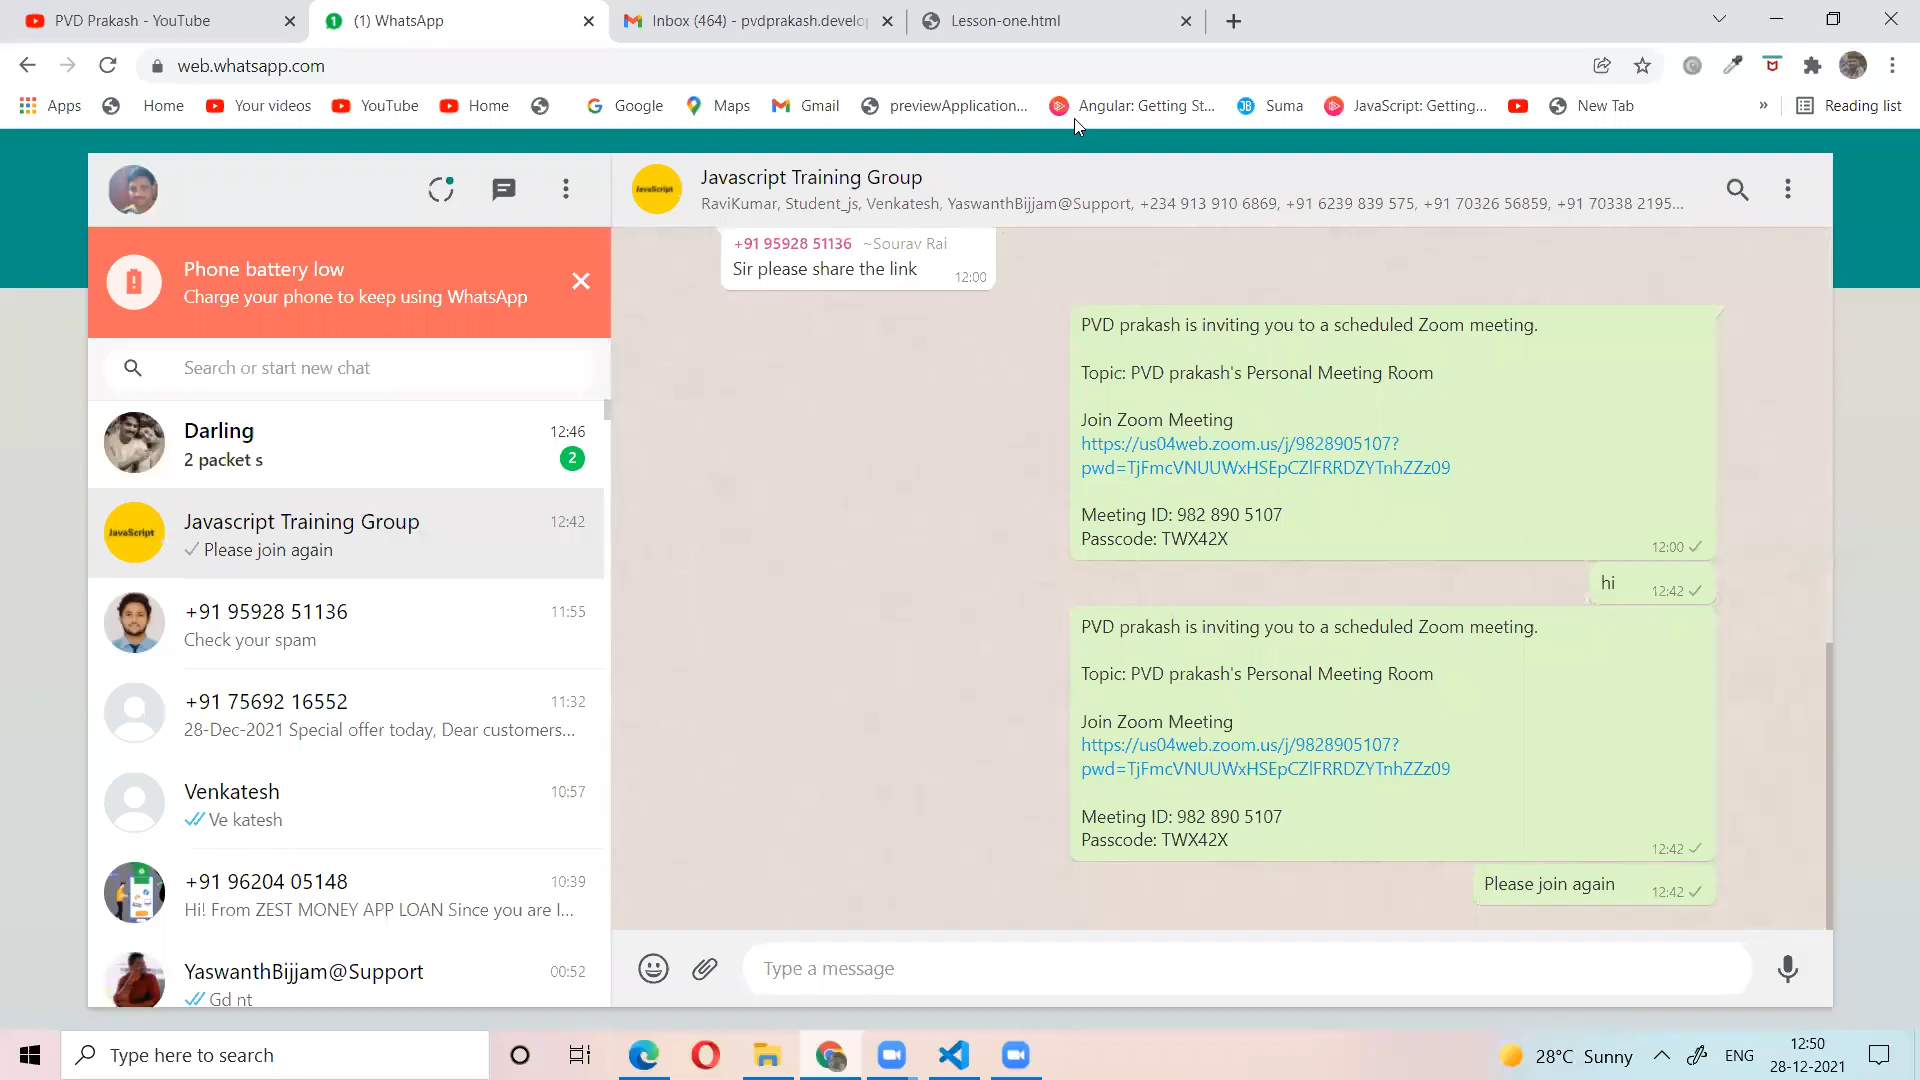 PVD Prakash - YouTube
(1) WhatsApp
Inbox (464) - pvdprakash.develo
Lesson-one.html
web.whatsapp.com
Apps
Home
Your videos
YouTube
Home
Google
Maps
Gmail
previewApplication...
Angular: Getting St...
Suma
JavaScript: Getting...
New Tab
»
Reading list
Phone battery low
Charge your phone to keep using WhatsApp
Search or start new chat
Darling
12:46
2 packet s
2
JavaScript
Javascript Training Group
12:42
Please join again
+91 95928 51136
11:55
Check your spam
+91 75692 16552
11:32
28-Dec-2021 Special offer today, Dear customers...
Venkatesh
10:57
Ve katesh
+91 96204 05148
10:39
Hi! From ZEST MONEY APP LOAN Since you are I...
YaswanthBijjam@Support
00:52
Gd nt
JavaScript
Javascript Training Group
RaviKumar, Student_js, Venkatesh, YaswanthBijjam@Support, +234 913 910 6869, +91 6239 839 575, +91 70326 56859, +91 70338 2195...
+91 95928 51136 ~Sourav Rai
Sir please share the link
12:00
PVD prakash is inviting you to a scheduled Zoom meeting.
Topic: PVD prakash's Personal Meeting Room
Join Zoom Meeting
https://us04web.zoom.us/j/9828905107?
pwd=TjFmcVNUUWxHSEpCZlFRRDZYTnhZZz09
Meeting ID: 982 890 5107
Passcode: TWX42X
12:00
hi
12:42
PVD prakash is inviting you to a scheduled Zoom meeting.
Topic: PVD prakash's Personal Meeting Room
Join Zoom Meeting
https://us04web.zoom.us/j/9828905107?
pwd=TjFmcVNUUWxHSEpCZlFRRDZYTnhZZz09
Meeting ID: 982 890 5107
Passcode: TWX42X
12:42
Please join again
12:42
Type a message
Type here to search
28°C Sunny
ENG
12:50
28-12-2021